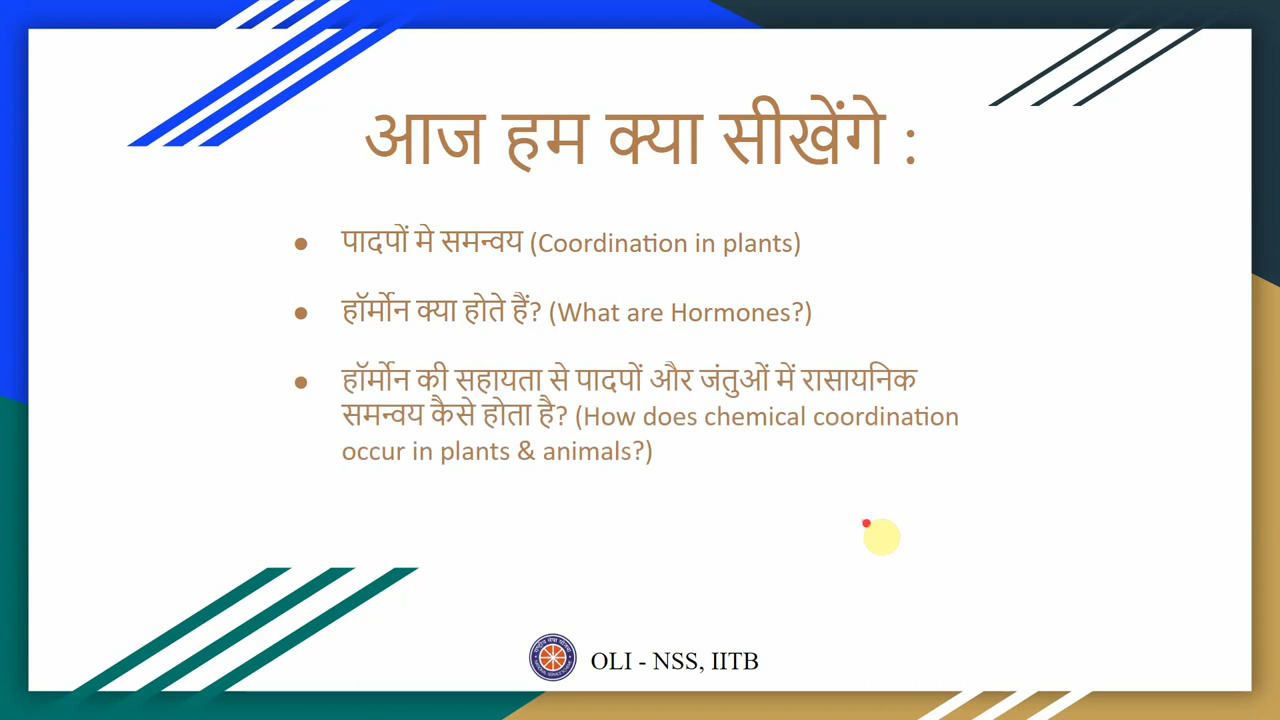 आज हम क्या सीखेंगे :
● पादपों मे समन्वय (Coordination in plants)
● हॉर्मोन क्या होते हैं? (What are Hormones?)
● हॉर्मोन की सहायता से पादपों और जंतुओं में रासायनिक
समन्वय कैसे होता है? (How does chemical coordination
occur in plants & animals?)
OLI - NSS, IITB